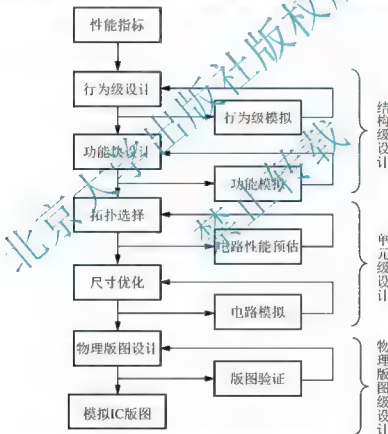 性能指标
行为级设计
行为级模拟
功能块设计
功能模拟
结构级设计
拓扑选择
电路性能预估
尺寸优化
电路模拟
单元级设计
物理版图设计
版图验证
模拟IC版图
物理版图级设计
北京大学出版社版权所
禁止转载